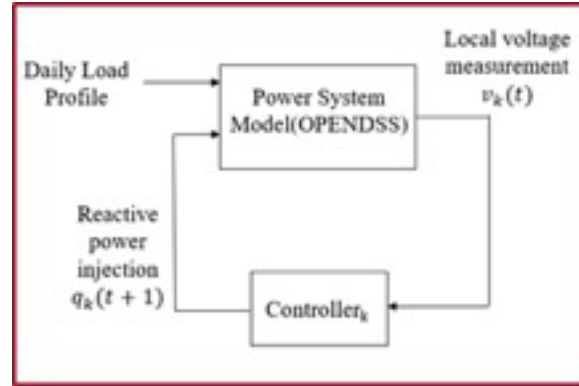 Daily Load
Profile
Power System
Model(OPENDSS)
Local voltage
measurement
v_k(t)
Reactive
power
injection
q_k(t + 1)
Controller_k